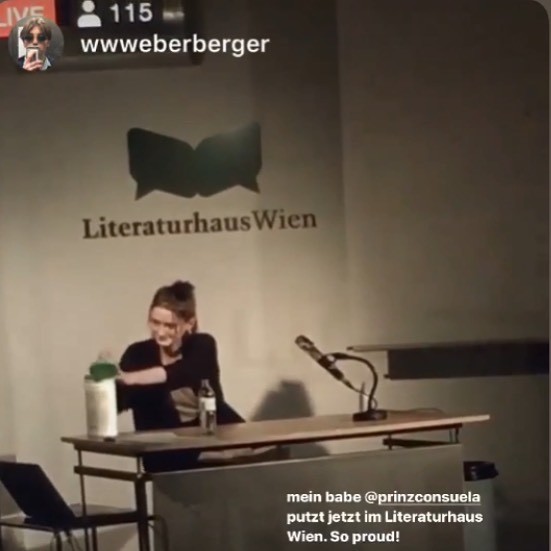 LIVE
115
wwweberberger
LiteraturhausWien
mein babe @prinzconsuela
putzt jetzt im Literaturhaus
Wien. So proud!